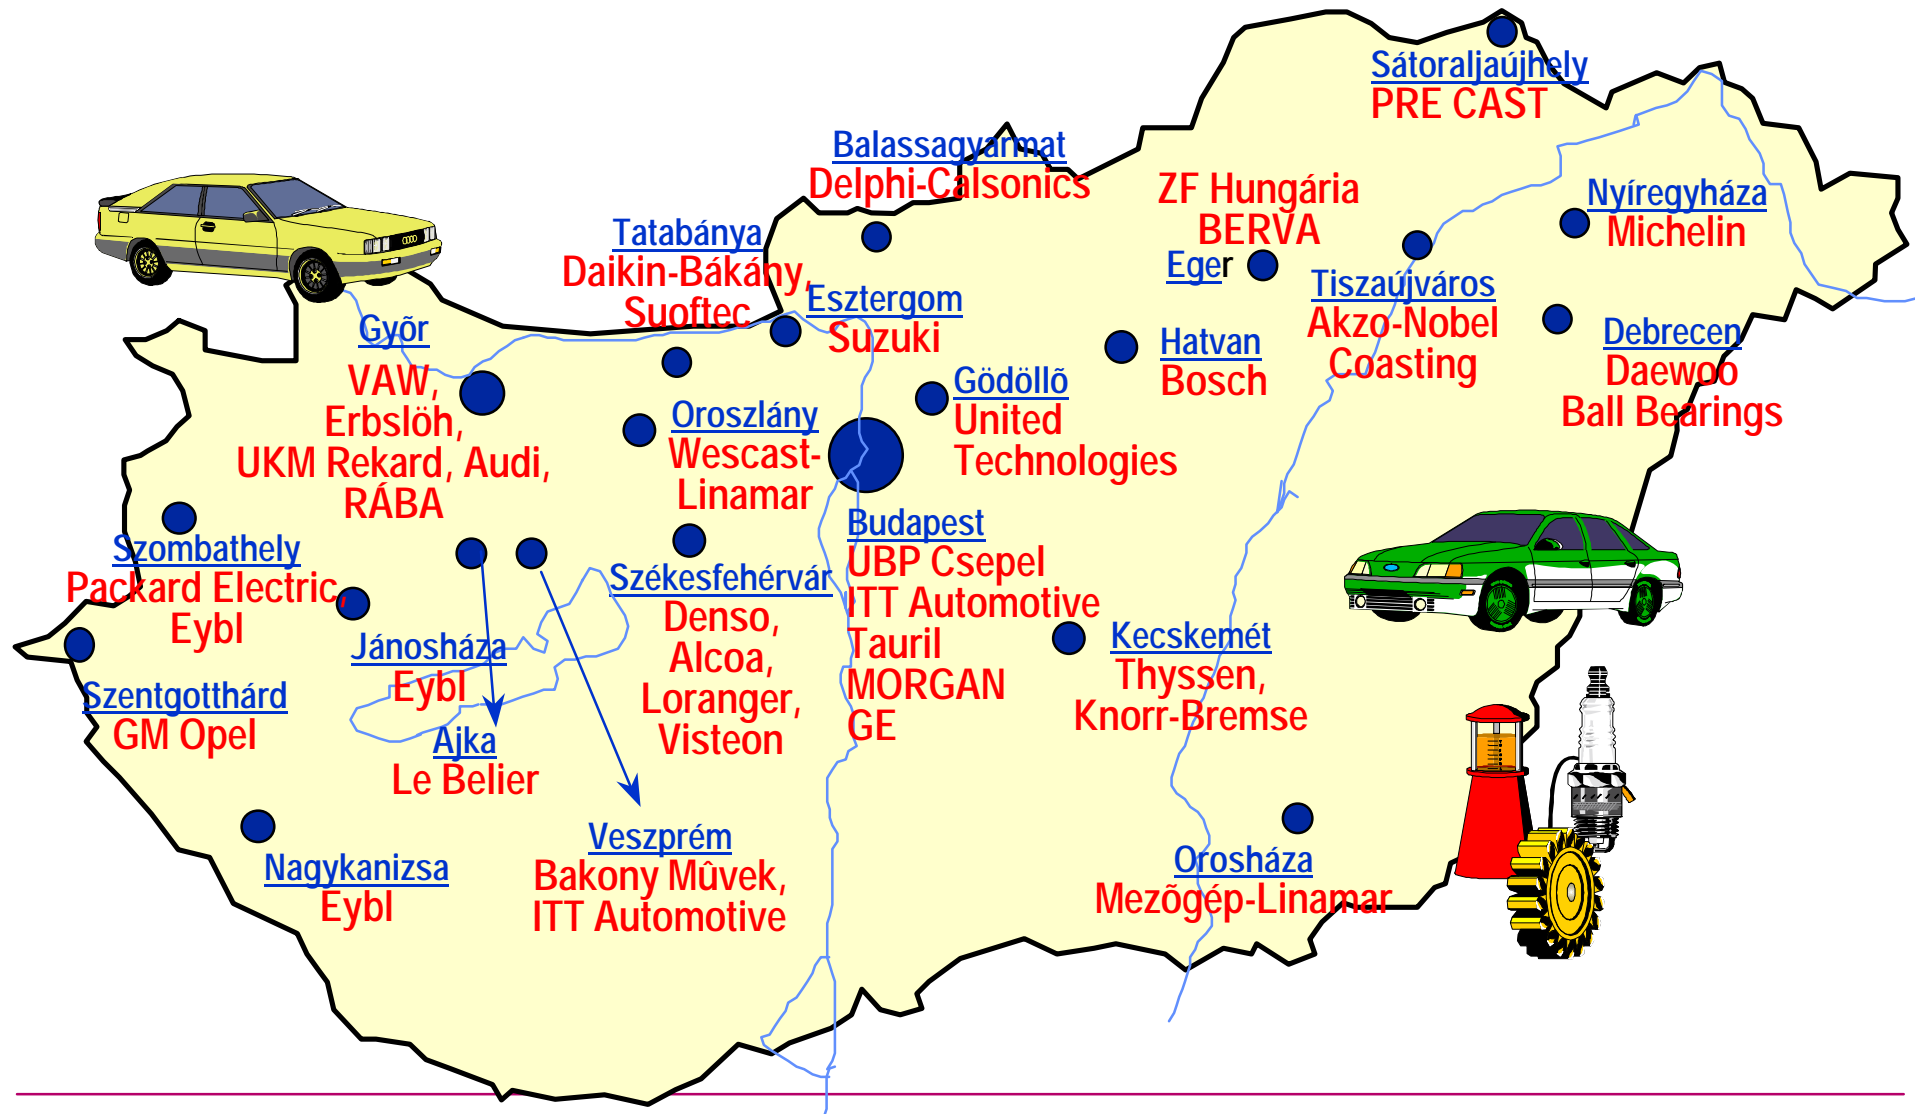 Sátoraljaújhely
PRE CAST
Balassagyarmat
Delphi-Calsonics
ZF Hungária
BERVA
Eger
Nyíregyháza
Michelin
Tatabánya
Daikin-Bákány,
Suoftec
Esztergom
Suzuki
Tiszaújváros
Akzo-Nobel
Coasting
Debrecen
Daewoo
Ball Bearings
Gyõr
VAW,
Erbslöh,
UKM Rekard, Audi,
RÁBA
Hatvan
Bosch
Gödöllõ
United
Technologies
Oroszlány
Wescast-
Linamar
Szombathely
Packard Electric,
Eybl
Székesfehérvár
Denso,
Alcoa,
Loranger,
Visteon
Budapest
UBP Csepel
ITT Automotive
Tauril
MORGAN
GE
Kecskemét
Thyssen,
Knorr-Bremse
Jánosháza
Eybl
Szentgotthárd
GM Opel
Ajka
Le Belier
Veszprém
Bakony Mûvek,
ITT Automotive
Nagykanizsa
Eybl
Orosháza
Mezõgép-Linamar